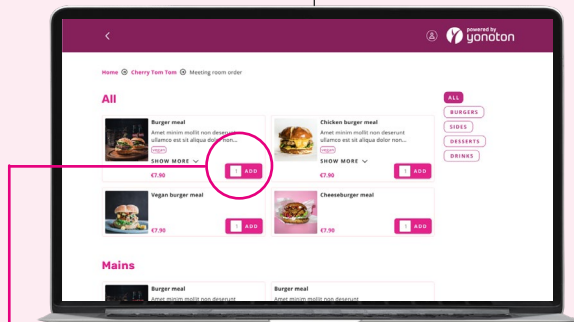 powered by
yonoton
Home Cherry Tom Tom Meeting room order
All
ALL
BURGERS
SIDES
DESSERTS
DRINKS
Burger meal
Amet minim mollit non deserunt
ullamco est sit aliqua dolor non...
vegan
SHOW MORE
€7.90
1 ADD
Chicken burger meal
Amet minim mollit non deserunt
ullamco est sit aliqua dolor non...
vegan
SHOW MORE
€7.90
1 ADD
Vegan burger meal
€7.90
1 ADD
Cheeseburger meal
€7.90
1 ADD
Mains
Burger meal
Amet minim mollit non deserunt
Burger meal
Amet minim mollit non deserunt